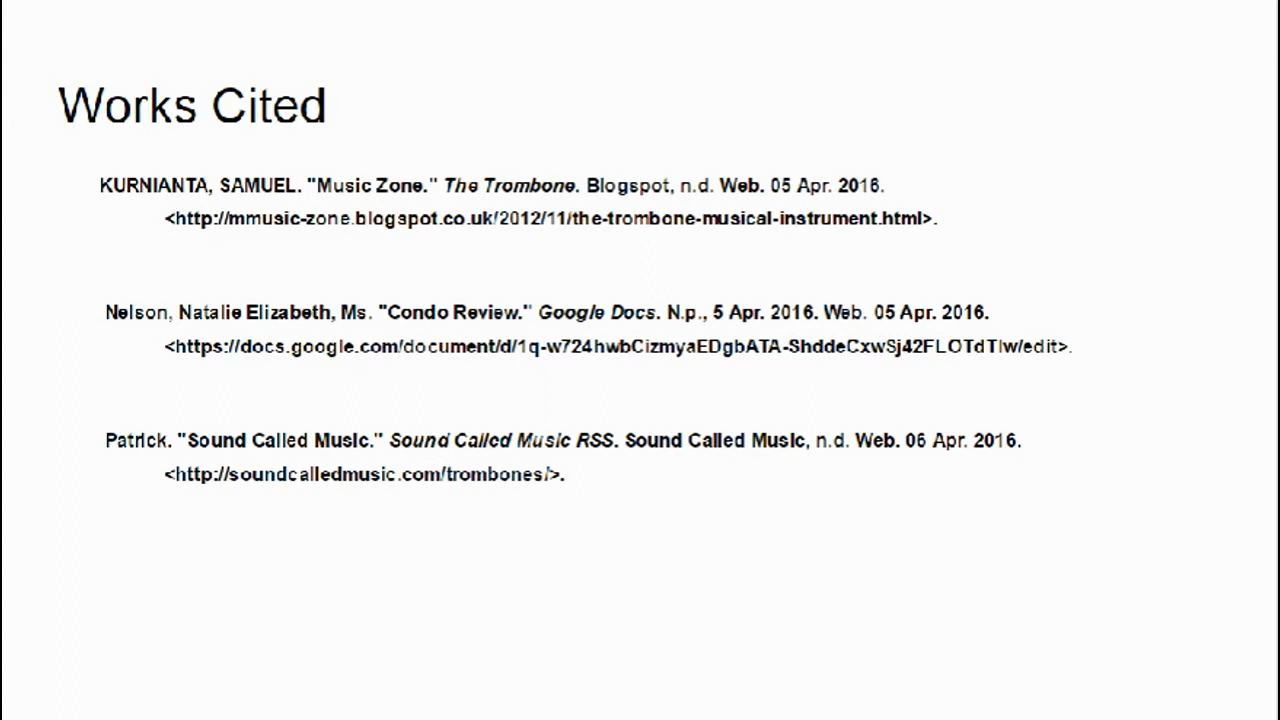 Works Cited
KURNIANTA, SAMUEL. "Music Zone." The Trombone. Blogspot, n.d. Web. 05 Apr. 2016.
<http://mmusic-zone.blogspot.co.uk/2012/11/the-trombone-musical-instrument.html>.
Nelson, Natalie Elizabeth, Ms. "Condo Review." Google Docs. N.p., 5 Apr. 2016. Web. 05 Apr. 2016.
<https://docs.google.com/document/d/1q-w724hwbCizmyaEDgbATA-ShddeCxwSj42FLOTdTIw/edit>.
Patrick. "Sound Called Music." Sound Called Music RSS. Sound Called Music, n.d. Web. 06 Apr. 2016.
<http://soundcalledmusic.com/trombones/>.